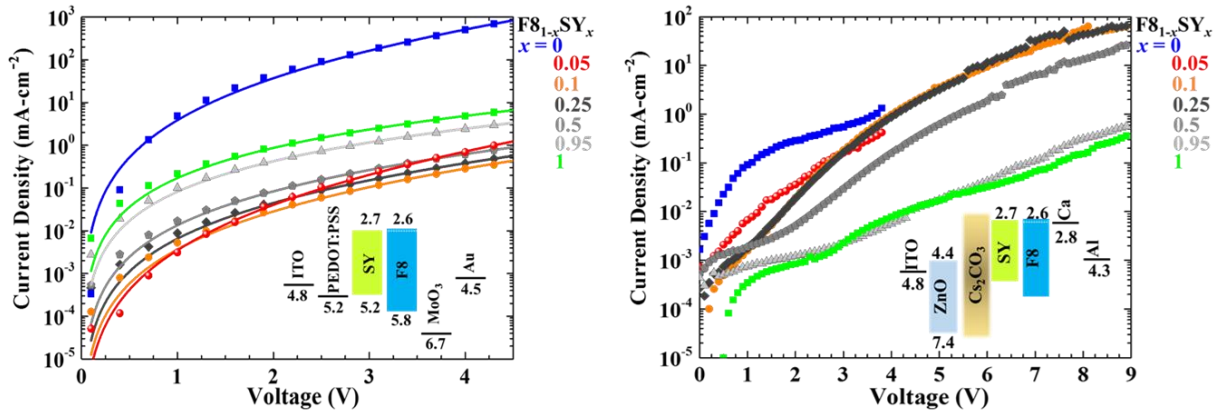 F8₁₋ₓSYₓ
x = 0
0.05
0.1
0.25
0.5
0.95
1
Current Density (mA-cm⁻²)
10³
10²
10¹
10⁰
10⁻¹
10⁻²
10⁻³
10⁻⁴
10⁻⁵
0 1 2 3 4
Voltage (V)
ITO
4.8
PEDOT:PSS
5.2
2.7
SY
5.2
2.6
F8
5.8
MoO₃
6.7
Au
4.5
F8₁₋ₓSYₓ
x = 0
0.05
0.1
0.25
0.5
0.95
1
Current Density (mA-cm⁻²)
10²
10¹
10⁰
10⁻¹
10⁻²
10⁻³
10⁻⁴
10⁻⁵
0 1 2 3 4 5 6 7 8 9
Voltage (V)
ITO
4.8
4.4
ZnO
7.4
Cs₂CO₃
2.7
SY
2.6
F8
Ca
2.8
Al
4.3